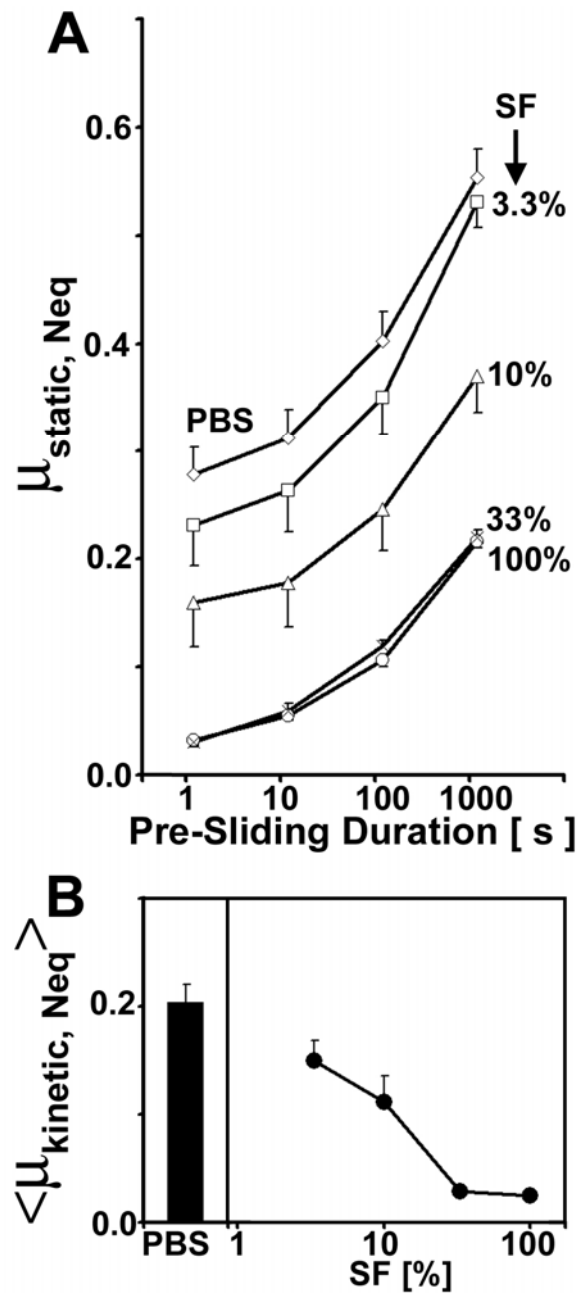 A
0.6
SF
3.3%
μstatic, Neq
0.4
10%
PBS
33%
0.2
100%
0.0
1 10 100 1000
Pre-Sliding Duration [ s ]
B
<μkinetic, Neq>
0.2
0.0
PBS 1 10 100
SF [%]